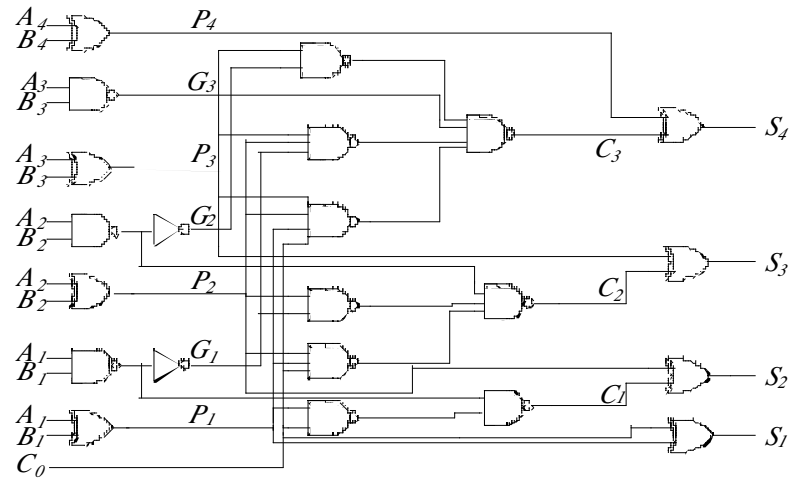 A4 P4
B4
A3 G3
B3
S4
C3
A3 P3
B3
A2 G2
B2
S3
A2 P2 C2
B2
A1 G1
B1
S2
C1
A1 P1
B1
S1
C0